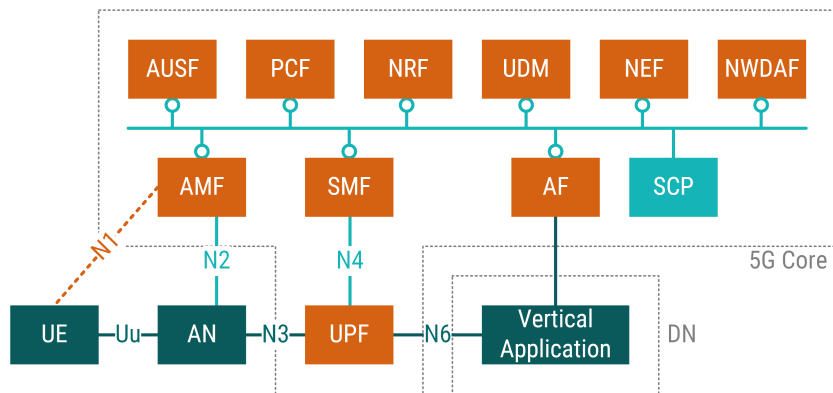 AUSF
PCF
NRF
UDM
NEF
NWDAF
AMF
SMF
AF
SCP
N1
N2
N4
5G Core
UE
Uu
AN
N3
UPF
N6
Vertical
Application
DN